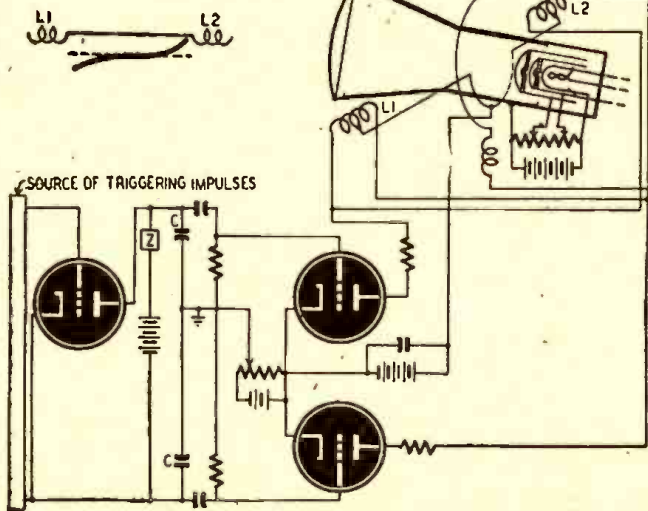 L1 L2
L2
L1
SOURCE OF TRIGGERING IMPULSES
C
Z
C